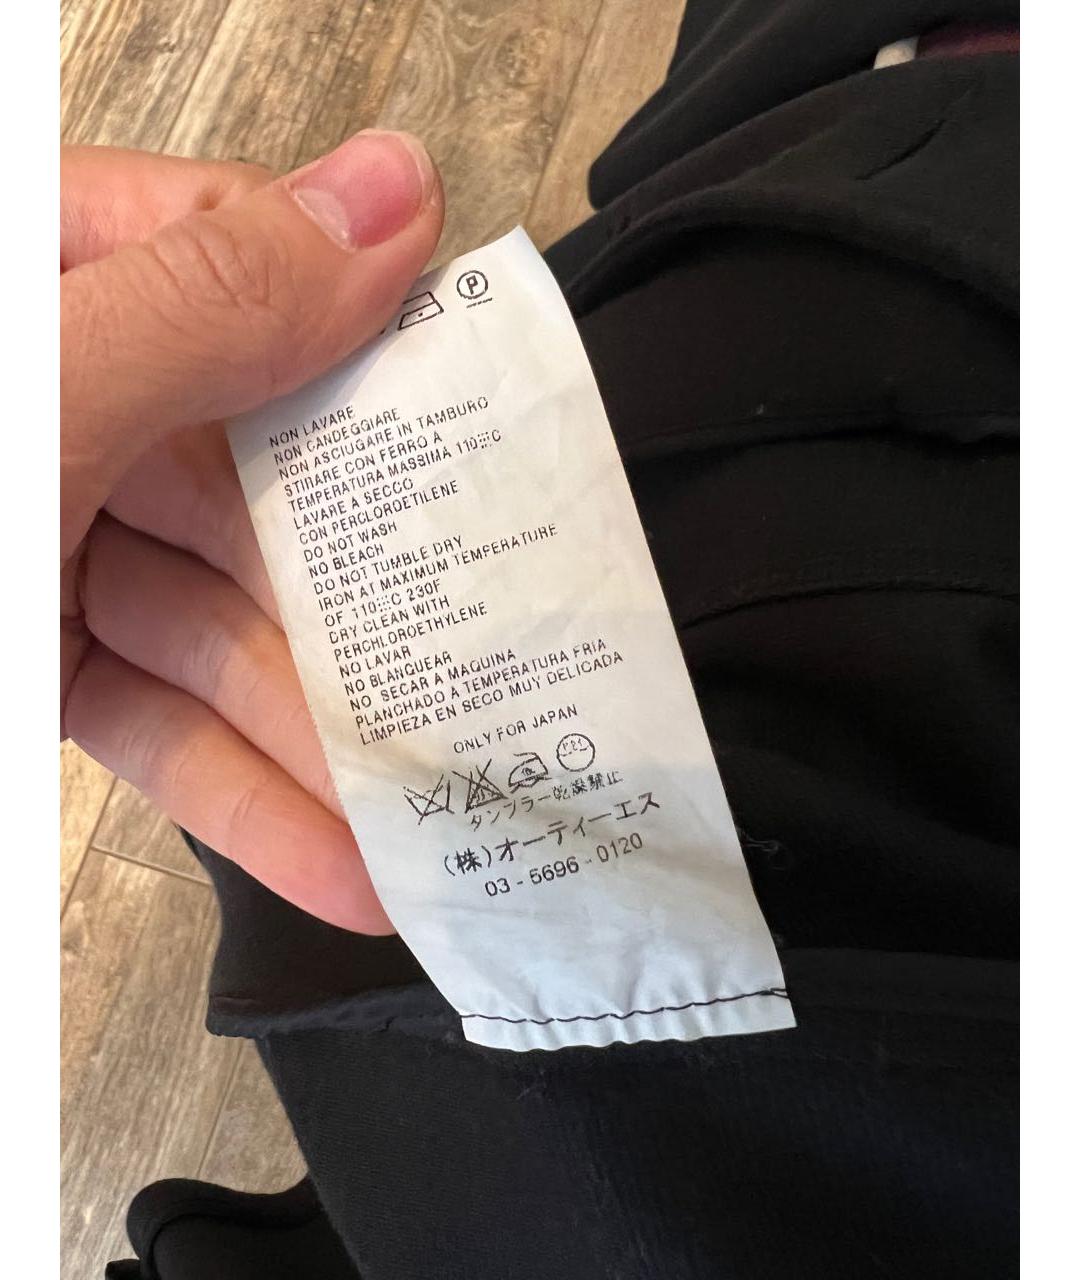 P
NON LAVARE
NON CANDEGGIARE
NON ASCIUGARE IN TAMBURO
STIRARE CON FERRO A
TEMPERATURA MASSIMA 110 C
LAVARE A SECCO
CON PERCLOROETILENE
DO NOT WASH
NO BLEACH
DO NOT TUMBLE DRY
IRON AT MAXIMUM TEMPERATURE
OF 110 C 230F
DRY CLEAN WITH
PERCHLOROETHYLENE
NO LAVAR
NO BLANQUEAR
NO SECAR A MAQUINA
PLANCHADO A TEMPERATURA FRIA
LIMPIEZA EN SECO MUY DELICADA
ONLY FOR JAPAN
タンブラー乾燥禁止
(株)オーティーエス
03-5696-0120